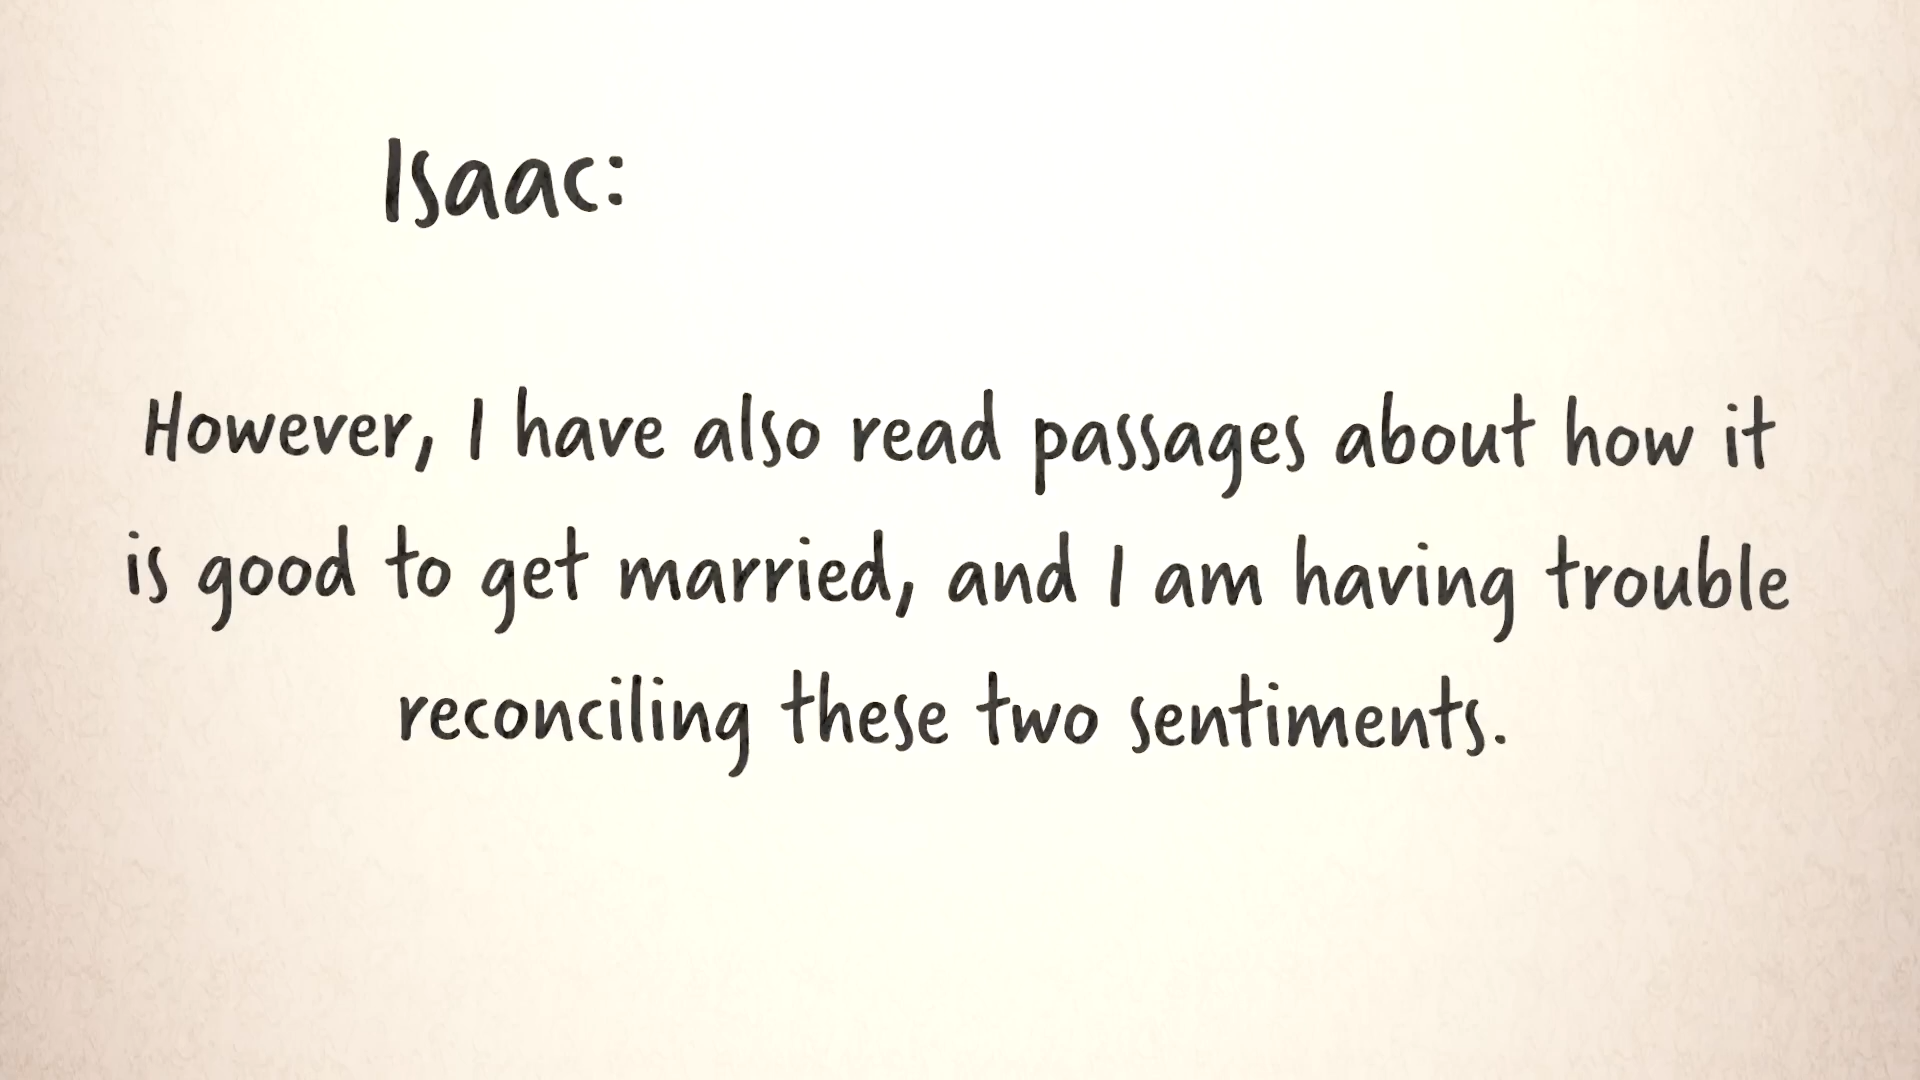 Isaac:
However, I have also read passages about how it
is good to get married, and I am having trouble
reconciling these two sentiments.